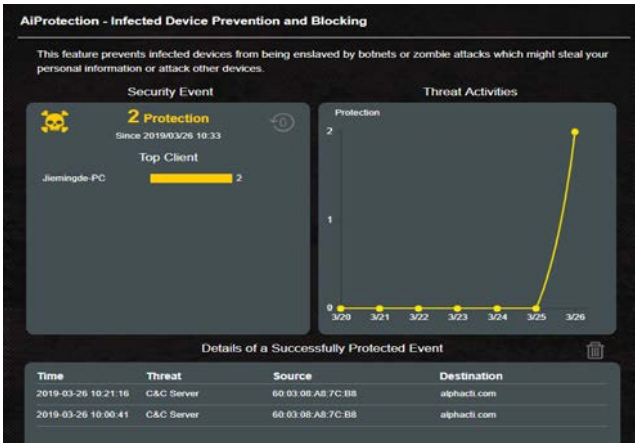 AiProtection - Infected Device Prevention and Blocking
This feature prevents infected devices from being enslaved by botnets or zombie attacks which might steal your
personal information or attack other devices.
Security Event
2 Protection
Since 2019/03/26 10:33
Top Client
Jiemingde-PC 2
Threat Activities
Protection
2
1
0
3/20 3/21 3/22 3/23 3/24 3/25 3/26
Details of a Successfully Protected Event
Time Threat Source Destination
2019-03-26 10:21:16 C&C Server 60:03:08:A8:7C:B8 alphacti.com
2019-03-26 10:00:41 C&C Server 60:03:08:A8:7C:B8 alphacti.com